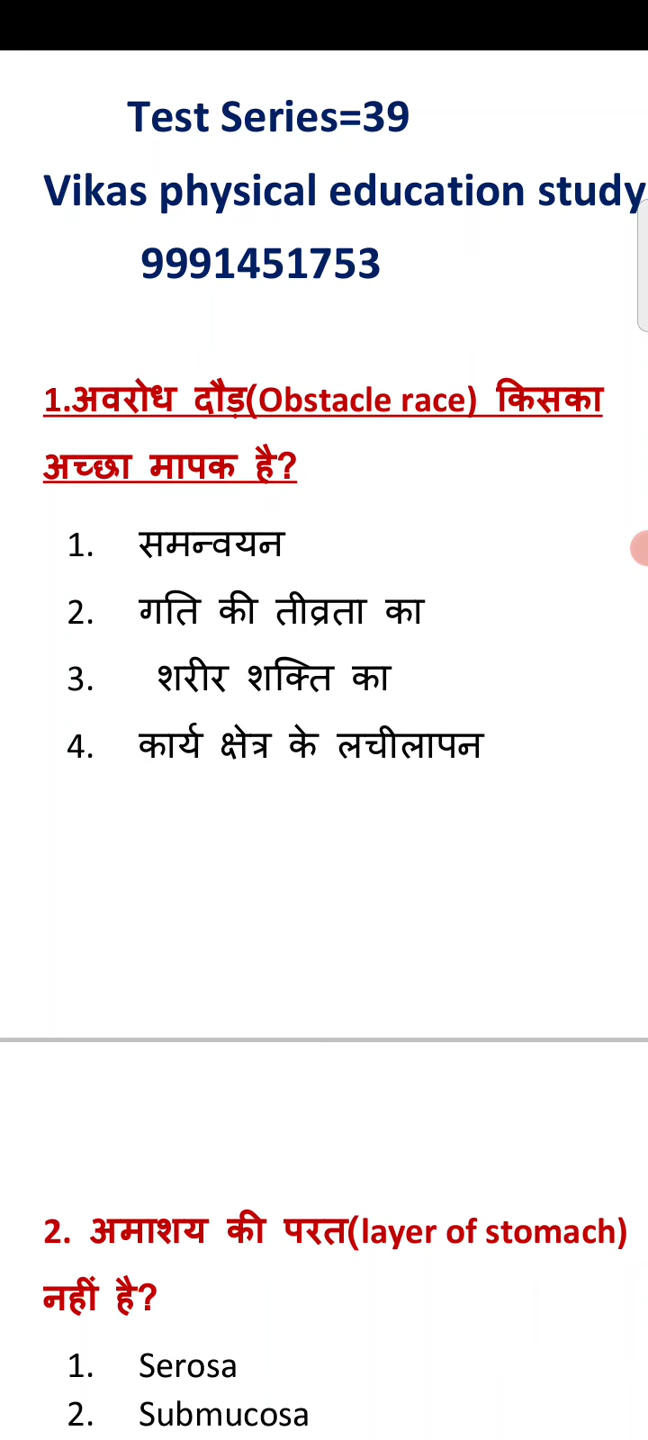 Test Series=39
Vikas physical education study
9991451753
1.अवरोध दौड़(Obstacle race) किसका
अच्छा मापक है?
1. समन्वयन
2. गति की तीव्रता का
3. शरीर शक्ति का
4. कार्य क्षेत्र के लचीलापन
2. अमाशय की परत(layer of stomach)
नहीं है?
1. Serosa
2. Submucosa